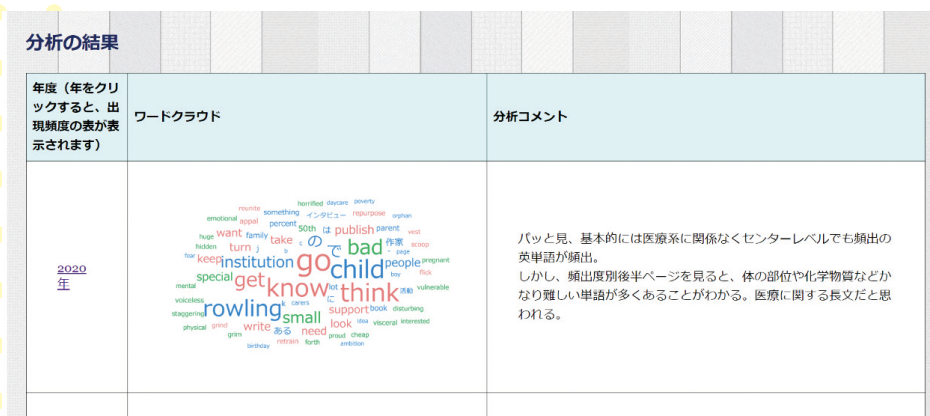 分析の結果
年度（年をクリ
ックすると、出
現頻度の表が表
示されます）
ワードクラウド
分析コメント
2020
年
reunite something horrified daycare poverty
emotional appal percent インタビュー repurpose orphan
huge want family take 50th は publish parent vest
hidden turn j c の で bad 作家 scoop
fear keep institution go child people page pregnant
special get know hot think boy flick
mental 活動 vulnerable
voiceless rowling k carers に support book disturbing
staggering small lot look idea visceral interested
physical grind write ある need proud cheap
grim retrain forth ambition
birthday
パッと見、基本的には医療系に関係なくセンターレベルでも頻出の
英単語が頻出。
しかし、頻出度別後半ページを見ると、体の部位や化学物質などか
なり難しい単語が多くあることがわかる。医療に関する長文だと思
われる。